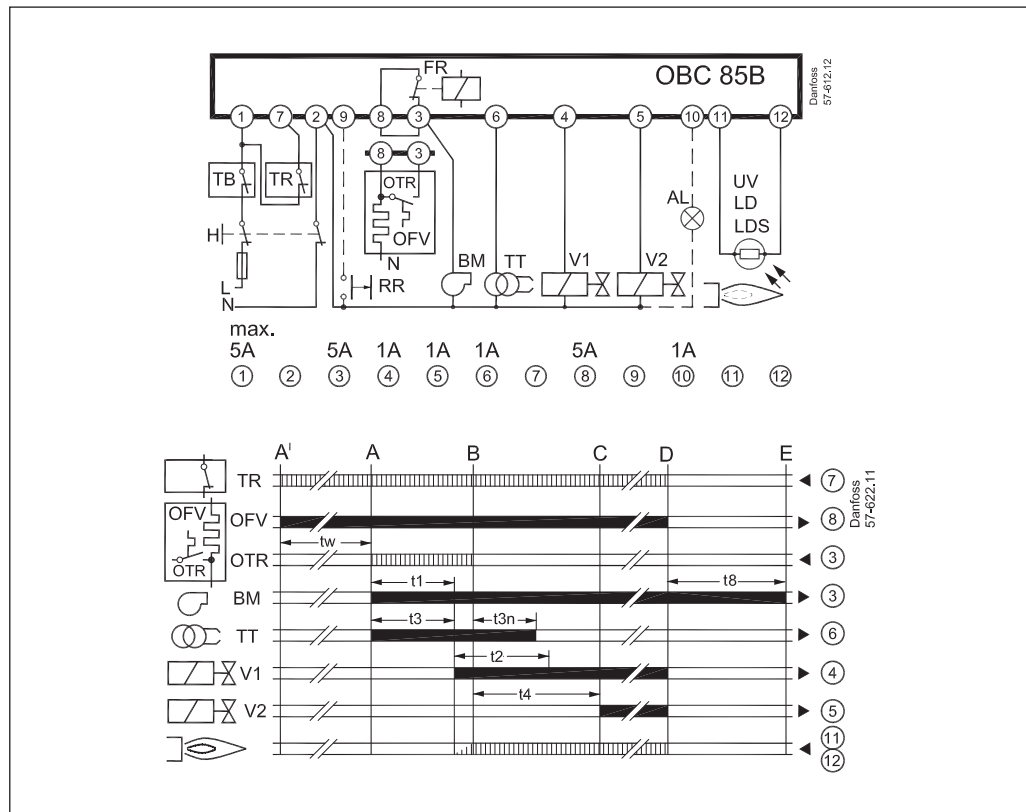 FR
OBC 85B
Danfoss
57-612.12
1 7 2 9 8 3 6 4 5 10 11 12
8 3
TB TR
OTR
OFV
N
UV
LD
LDS
AL
H
BM TT V1 V2
RR
L
N
max.
5A 5A 1A 1A 1A 5A 1A
1 2 3 4 5 6 7 8 9 10 11 12
A' A B C D E
TR 7
Danfoss
57-622.11
OFV OFV 8
tw
OTR OTR 3
t1 t8
BM 3
t3 t3n
TT 6
t2
V1 4
t4
V2 5
11
12